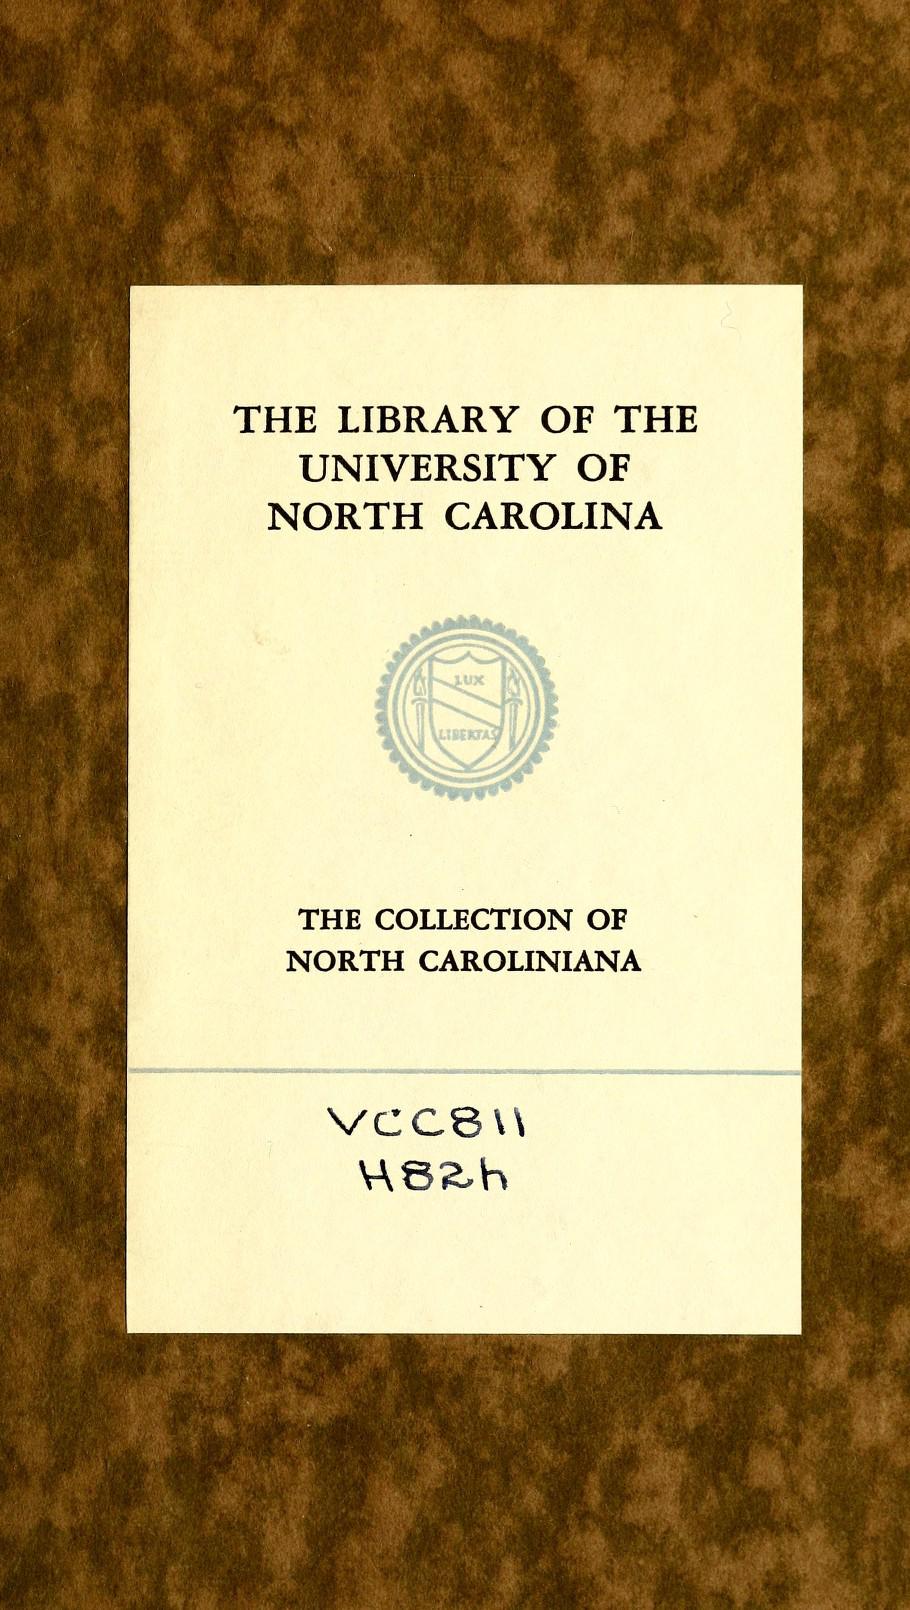 THE LIBRARY OF THE
UNIVERSITY OF
NORTH CAROLINA
LUX
LIBERTAS
THE COLLECTION OF
NORTH CAROLINIANA
VCC811
H82h